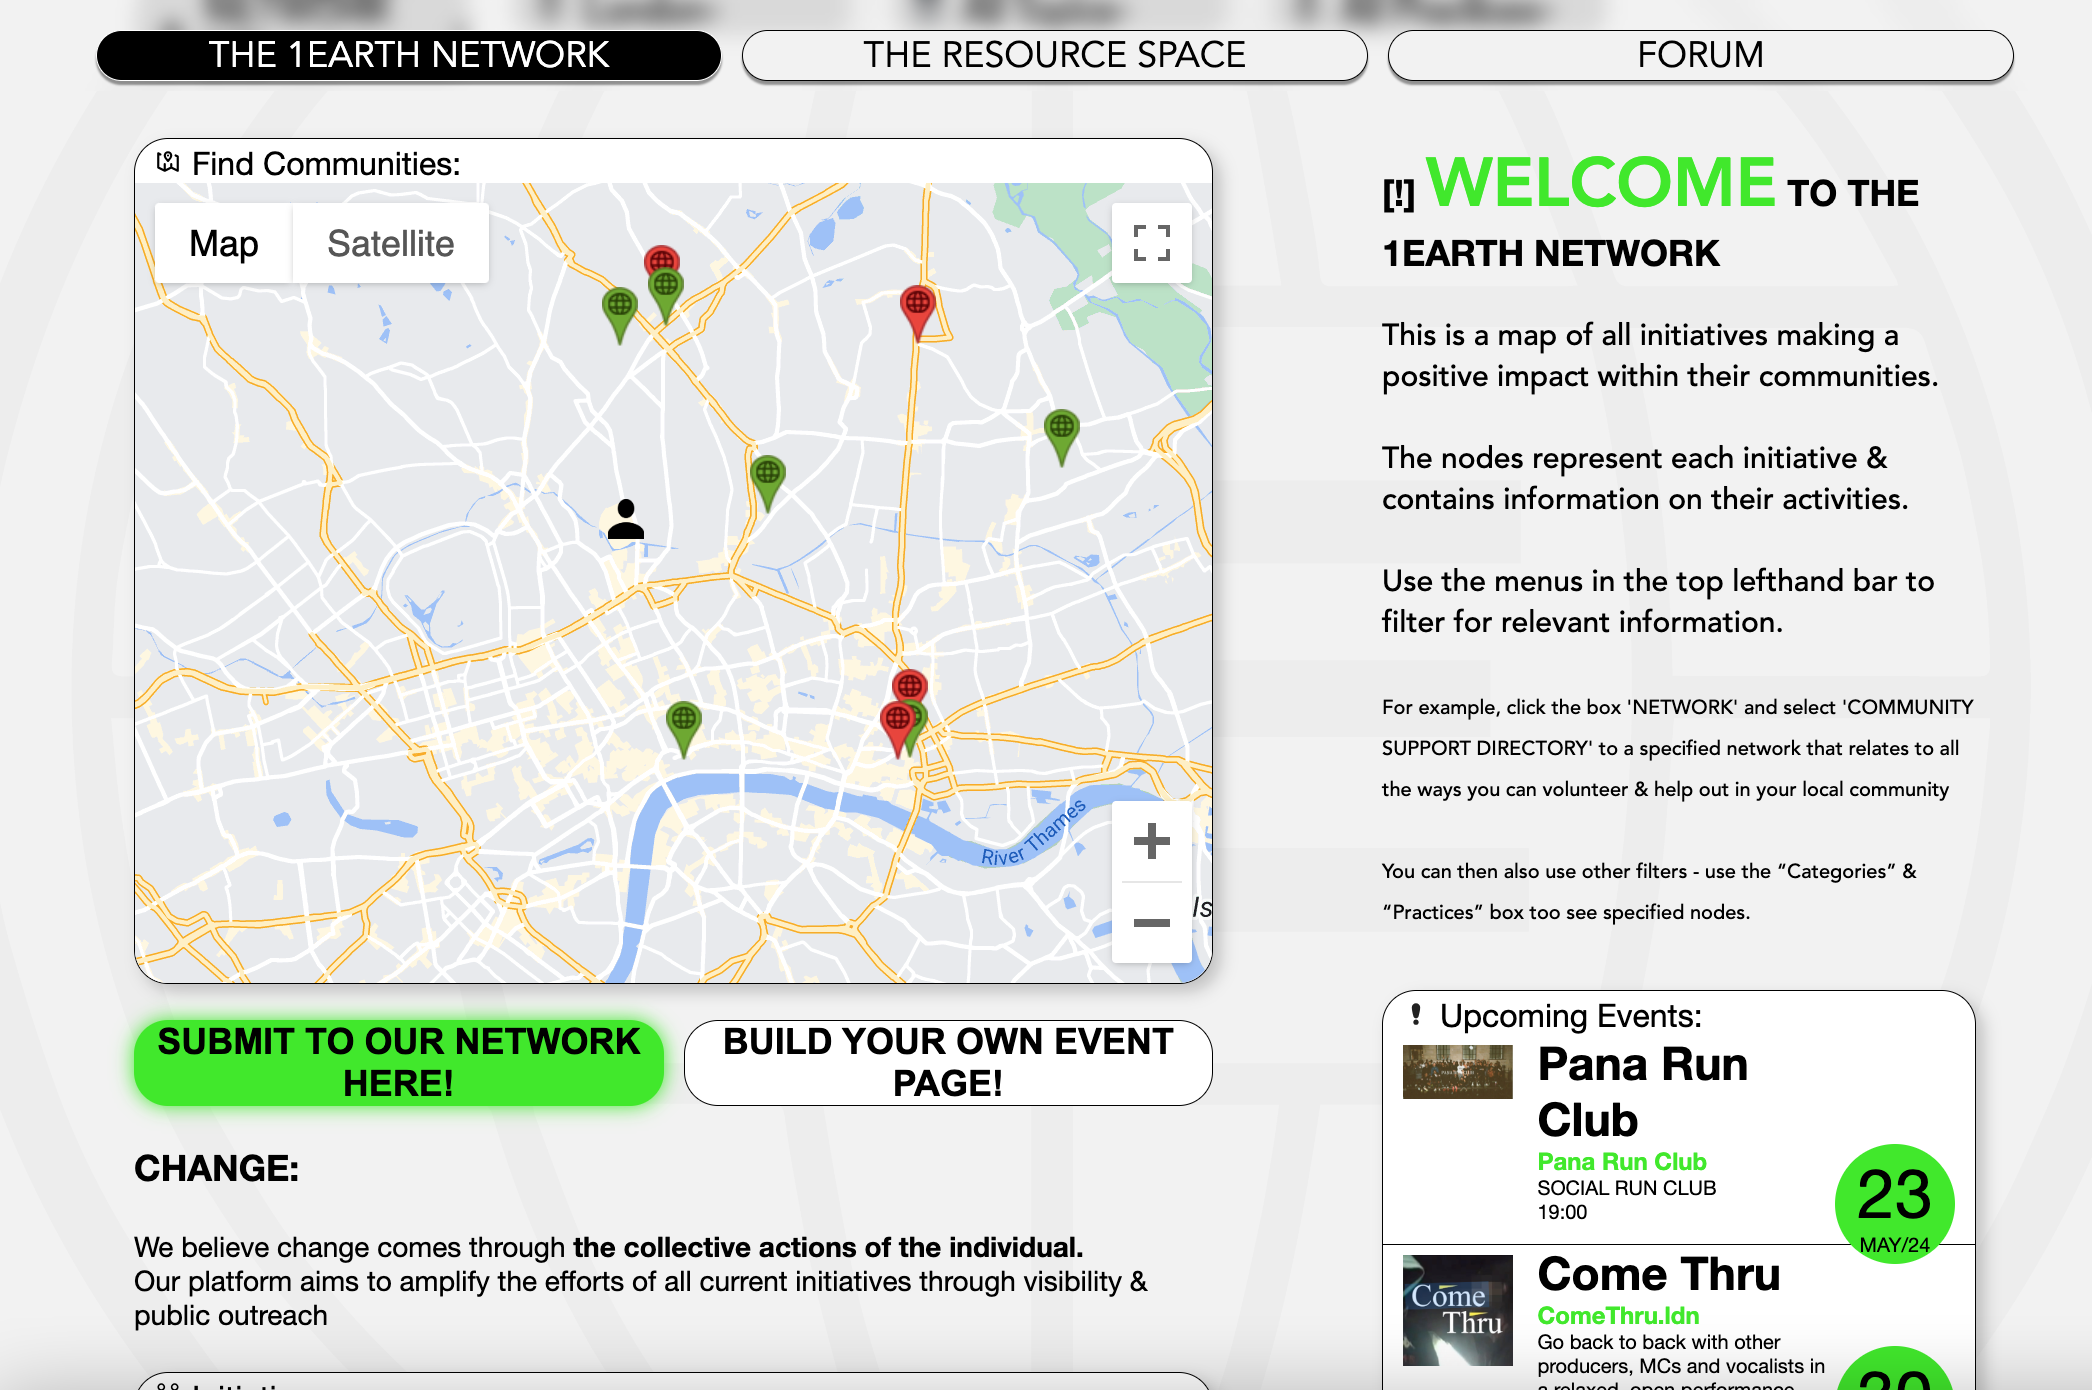 THE 1EARTH NETWORK
THE RESOURCE SPACE
FORUM
Find Communities:
Map
Satellite
River Thames
Is
[!] WELCOME TO THE
1EARTH NETWORK
This is a map of all initiatives making a
positive impact within their communities.
The nodes represent each initiative &
contains information on their activities.
Use the menus in the top lefthand bar to
filter for relevant information.
For example, click the box 'NETWORK' and select 'COMMUNITY
SUPPORT DIRECTORY' to a specified network that relates to all
the ways you can volunteer & help out in your local community
You can then also use other filters - use the “Categories” &
“Practices” box too see specified nodes.
SUBMIT TO OUR NETWORK
HERE!
BUILD YOUR OWN EVENT
PAGE!
CHANGE:
We believe change comes through the collective actions of the individual.
Our platform aims to amplify the efforts of all current initiatives through visibility &
public outreach
Upcoming Events:
Pana Run
Club
Pana Run Club
SOCIAL RUN CLUB
19:00
23
MAY/24
Come
Thru
Come Thru
ComeThru.ldn
Go back to back with other
producers, MCs and vocalists in
a relaxed, open performance